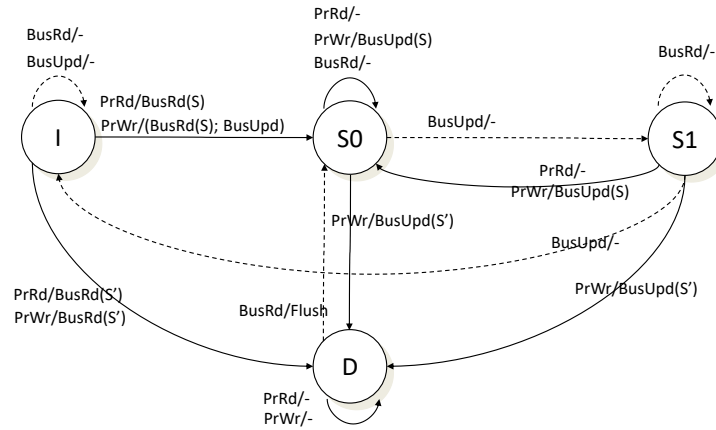 BusRd/-
BusUpd/-
PrRd/-
PrWr/BusUpd(S)
BusRd/-
BusRd/-
PrRd/BusRd(S)
PrWr/(BusRd(S); BusUpd)
I
S0
S1
BusUpd/-
PrRd/-
PrWr/BusUpd(S)
PrWr/BusUpd(S')
BusUpd/-
PrRd/BusRd(S')
PrWr/BusRd(S')
BusRd/Flush
PrWr/BusUpd(S')
D
PrRd/-
PrWr/-